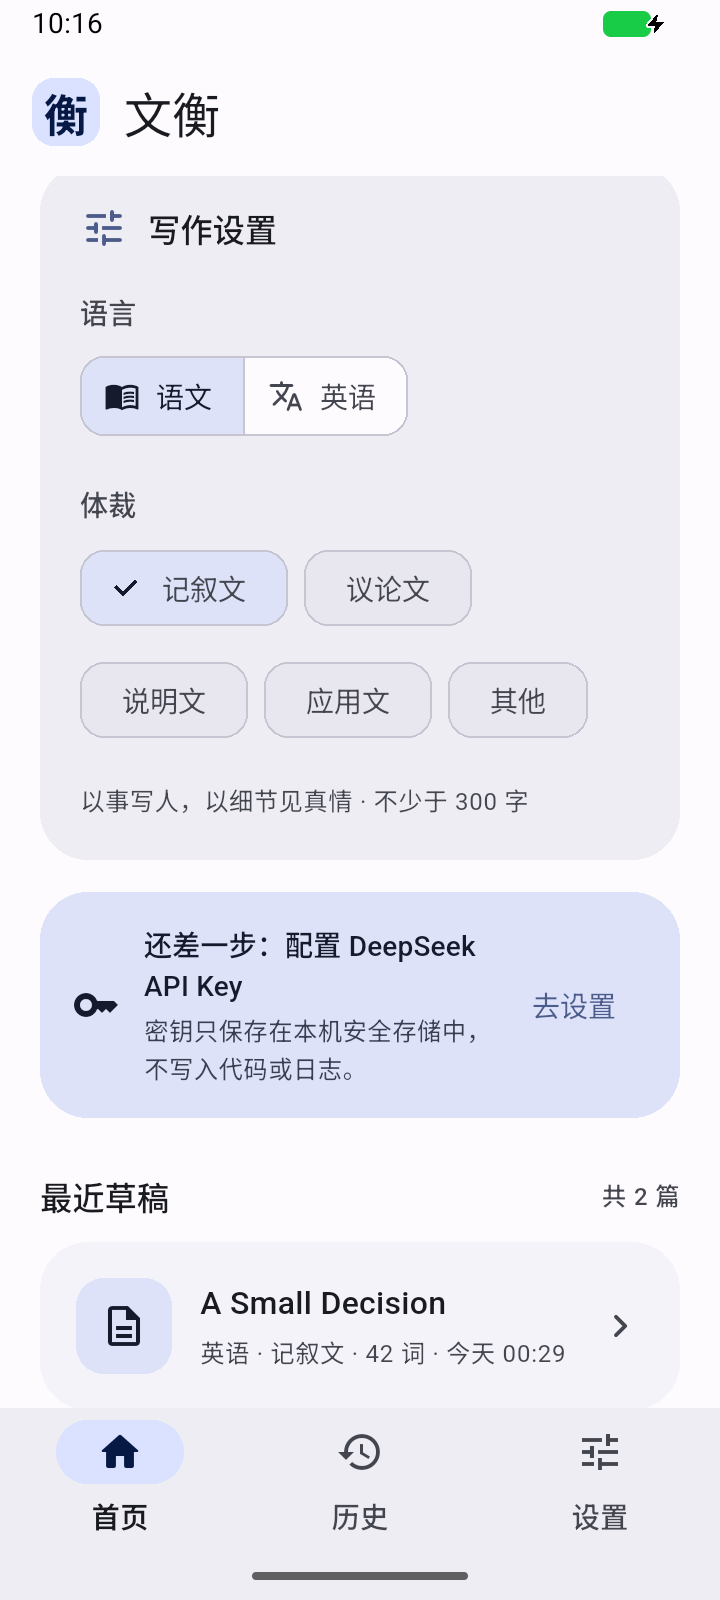 10:16
衡 文衡
写作设置
语言
语文 英语
体裁
记叙文 议论文
说明文 应用文 其他
以事写人，以细节见真情 · 不少于 300 字
还差一步：配置 DeepSeek
API Key
去设置
密钥只保存在本机安全存储中，
不写入代码或日志。
最近草稿 共 2 篇
A Small Decision
英语 · 记叙文 · 42 词 · 今天 00:29
首页 历史 设置